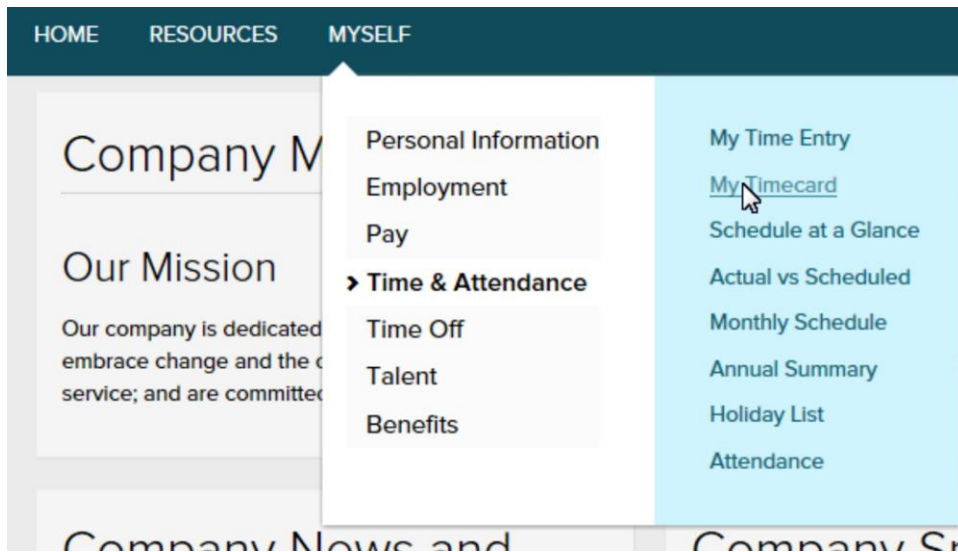 HOME RESOURCES MYSELF
Company M
Our Mission
Our company is dedicated
embrace change and the
service; and are committed
Personal Information
Employment
Pay
Time & Attendance
Time Off
Talent
Benefits
My Time Entry
My Timecard
Schedule at a Glance
Actual vs Scheduled
Monthly Schedule
Annual Summary
Holiday List
Attendance
Company News and
Company